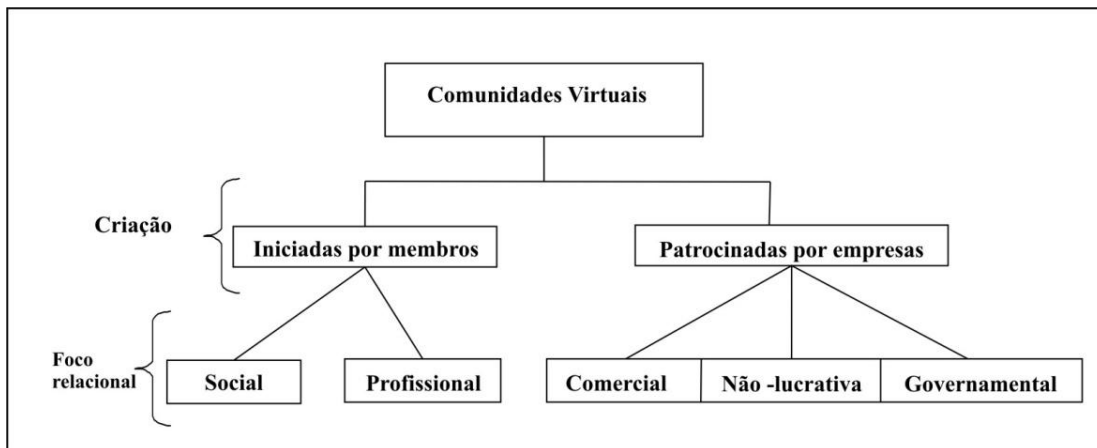 Comunidades Virtuais
Criação
Iniciadas por membros
Patrocinadas por empresas
Foco
relacional
Social
Profissional
Comercial
Não -lucrativa
Governamental